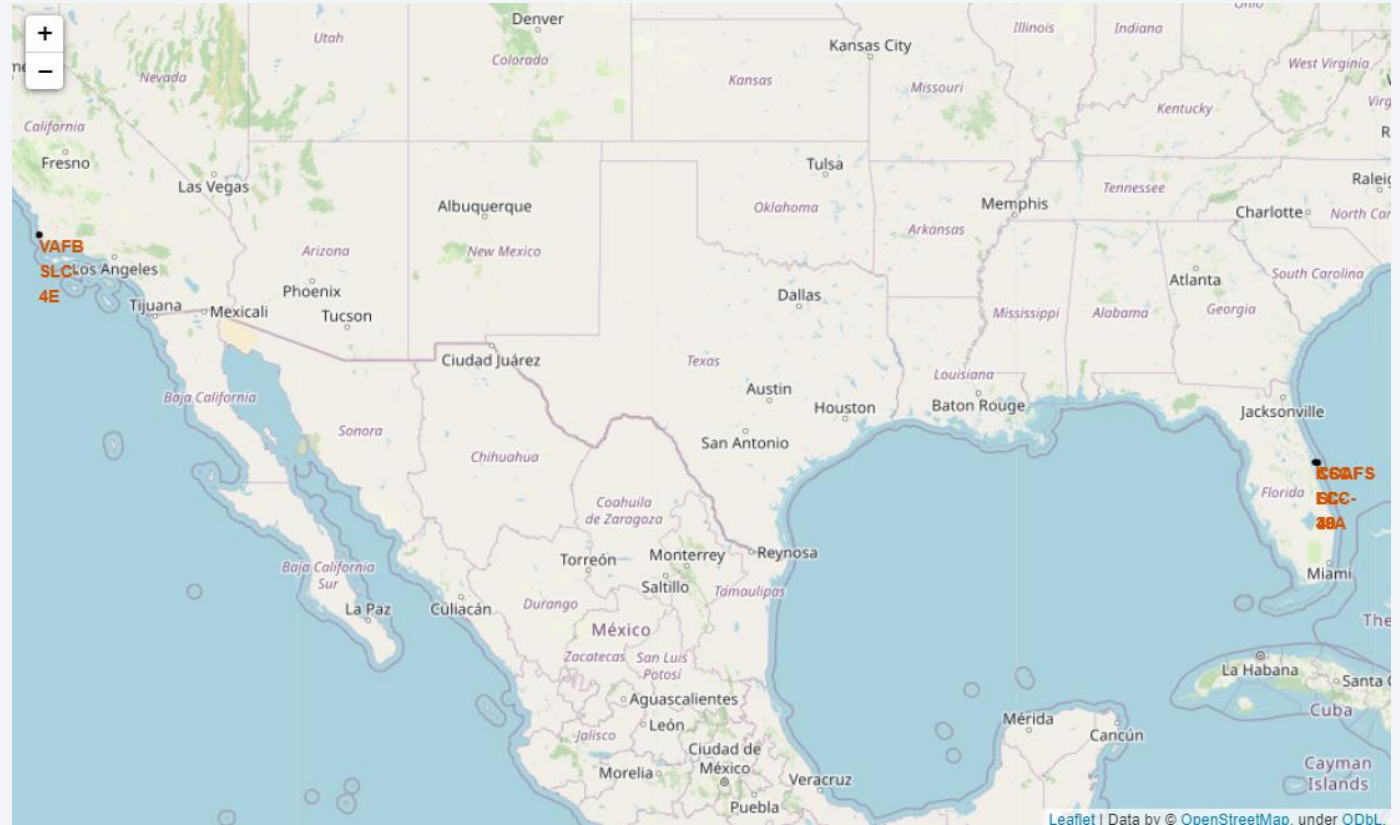 +
−
Denver
Ohio
Utah
Illinois
Indiana
Kansas City
Colorado
West Virginia
Nevada
Kansas
Missouri
Kentucky
California
Fresno
Tulsa
Las Vegas
Tennessee
Albuquerque
Oklahoma
Memphis
Charlotte
Arkansas
VAFB
SLC-
4E
Arizona
New Mexico
Los Angeles
Atlanta
South Carolina
Phoenix
Dallas
Tijuana
Mexicali
Tucson
Mississippi
Alabama
Georgia
Ciudad Juárez
Texas
Louisiana
Austin
Baja California
Houston
Baton Rouge
Jacksonville
Sonora
San Antonio
Chihuahua
Florida
Coahuila
de Zaragoza
Torreón
Monterrey
Reynosa
Miami
Baja California
Sur
Saltillo
Tamaulipas
La Paz
Culiacán
Durango
The
México
Zacatecas
San Luis
Potosí
La Habana
Aguascalientes
León
Mérida
Cuba
Jalisco
Cancún
Ciudad de
México
Morelia
Veracruz
Cayman
Islands
Puebla
Leaflet | Data by © OpenStreetMap, under ODbL.